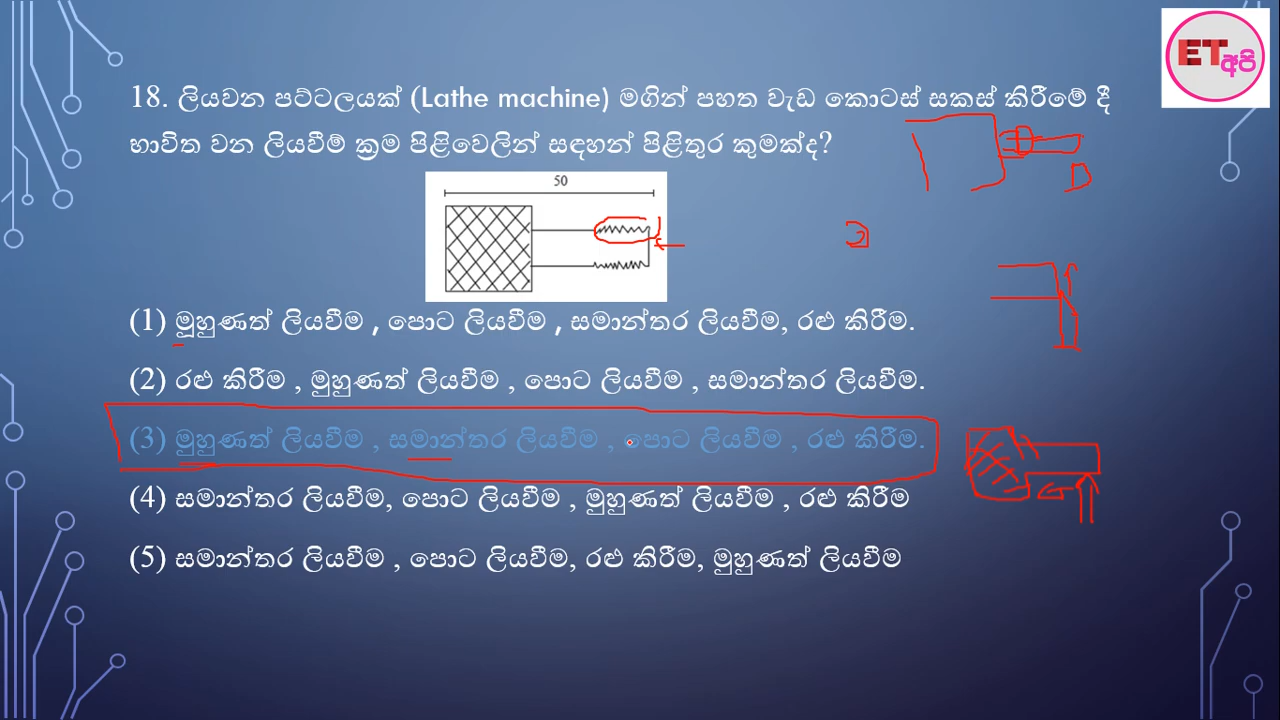 ET අපි
18. ලියවන පට්ටලයක් (Lathe machine) මගින් පහත වැඩ කොටස් සකස් කිරීමේ දී
භාවිත වන ලියවීම් ක්‍රම පිළිවෙලින් සඳහන් පිළිතුර කුමක්ද?
50
(1) මුහුණත් ලියවීම , පොට ලියවීම , සමාන්තර ලියවීම, රළු කිරීම.
(2) රළු කිරීම , මුහුණත් ලියවීම , පොට ලියවීම , සමාන්තර ලියවීම.
(3) මුහුණත් ලියවීම , සමාන්තර ලියවීම , පොට ලියවීම , රළු කිරීම.
(4) සමාන්තර ලියවීම, පොට ලියවීම , මුහුණත් ලියවීම , රළු කිරීම
(5) සමාන්තර ලියවීම , පොට ලියවීම, රළු කිරීම, මුහුණත් ලියවීම